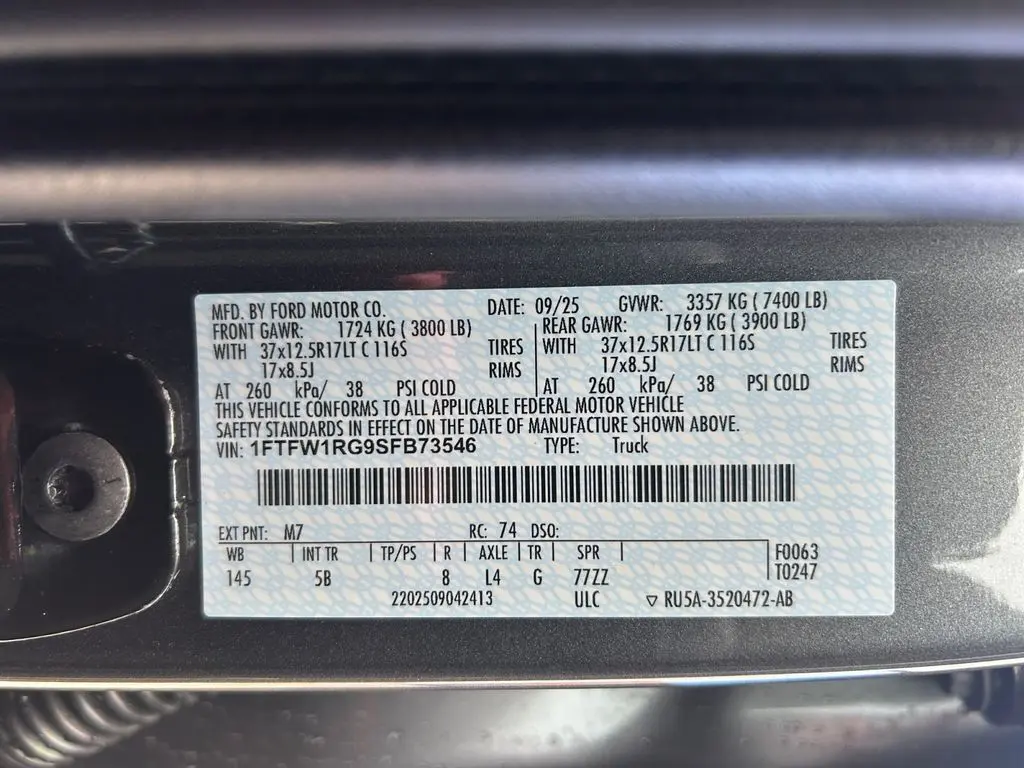 MFD. BY FORD MOTOR CO. DATE: 09/25 GVWR: 3357 KG ( 7400 LB)
FRONT GAWR: 1724 KG ( 3800 LB) REAR GAWR: 1769 KG ( 3900 LB)
WITH 37x12.5R17LT C 116S TIRES WITH 37x12.5R17LT C 116S TIRES
17x8.5J RIMS 17x8.5J RIMS
AT 260 kPa/ 38 PSI COLD AT 260 kPa/ 38 PSI COLD
THIS VEHICLE CONFORMS TO ALL APPLICABLE FEDERAL MOTOR VEHICLE
SAFETY STANDARDS IN EFFECT ON THE DATE OF MANUFACTURE SHOWN ABOVE.
VIN: 1FTFW1RG9SFB73546 TYPE: Truck
EXT PNT: M7 RC: 74 DSO:
WB INT TR TP/PS R AXLE TR SPR F0063
145 5B 8 L4 G 77ZZ T0247
2202509042413 ULC ▽ RU5A-3520472-AB